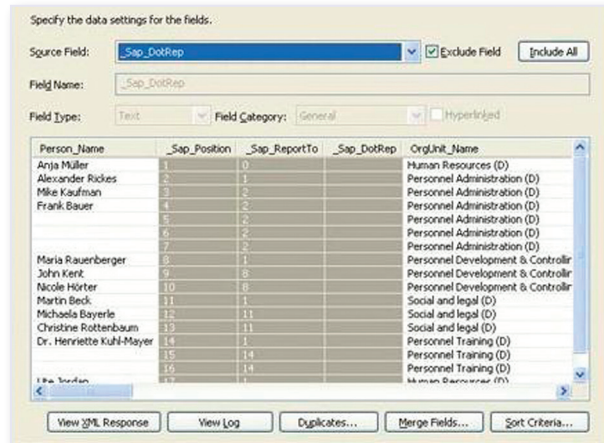 Specify the data settings for the fields.
Source Field: _Sap_DotRep Exclude Field Include All
Field Name: _Sap_DotRep
Field Type: Text Field Category: General Hyperlinked
Person_Name _Sap_Position _Sap_ReportTo _Sap_DotRep OrgUnit_Name
Anja Müller 1 0 Human Resources (D)
Alexander Rickes 2 1 Personnel Administration (D)
Mike Kaufman 3 2 Personnel Administration (D)
Frank Bauer 4 2 Personnel Administration (D)
5 2 Personnel Administration (D)
6 2 Personnel Administration (D)
7 2 Personnel Administration (D)
Maria Rauenberger 8 1 Personnel Development & Controllir
John Kent 9 8 Personnel Development & Controllir
Nicole Hörter 10 8 Personnel Development & Controllir
Martin Beck 11 1 Social and legal (D)
Michaela Bayerle 12 11 Social and legal (D)
Christine Rottenbaum 13 11 Social and legal (D)
Dr. Henriette Kuhl-Mayer 14 1 Personnel Training (D)
15 14 Personnel Training (D)
16 14 Personnel Training (D)
Ute Jordan 17 1 Human Resources (D)
View XML Response View Log Duplicates... Merge Fields... Sort Criteria...